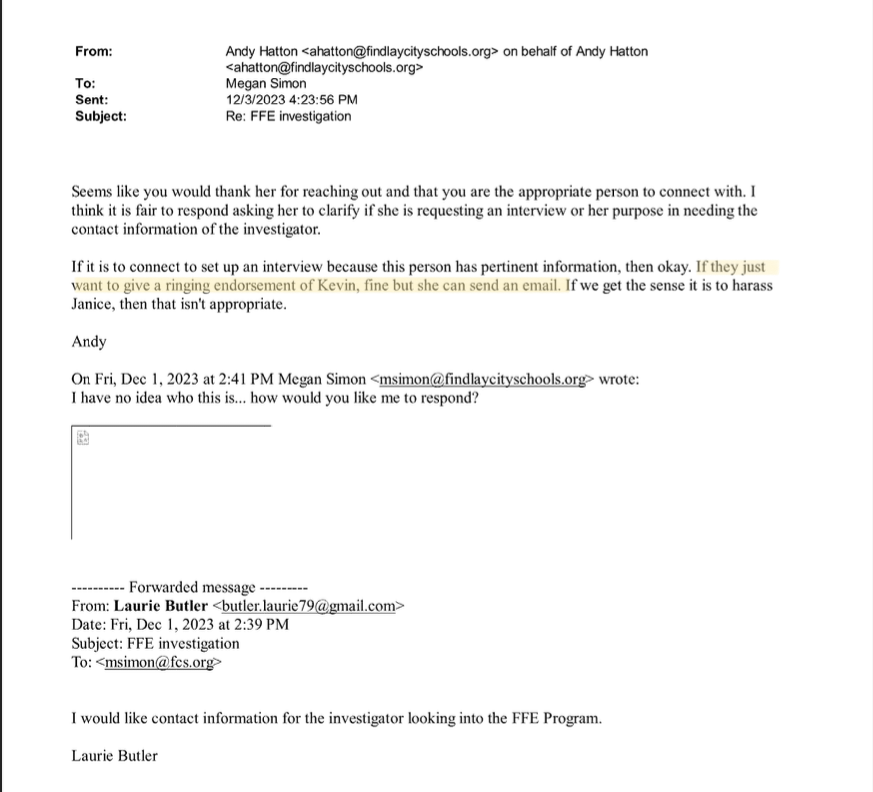 From: Andy Hatton <ahatton@findlaycityschools.org> on behalf of Andy Hatton
<ahatton@findlaycityschools.org>
To: Megan Simon
Sent: 12/3/2023 4:23:56 PM
Subject: Re: FFE investigation
Seems like you would thank her for reaching out and that you are the appropriate person to connect with. I
think it is fair to respond asking her to clarify if she is requesting an interview or her purpose in needing the
contact information of the investigator.
If it is to connect to set up an interview because this person has pertinent information, then okay. If they just
want to give a ringing endorsement of Kevin, fine but she can send an email. If we get the sense it is to harass
Janice, then that isn't appropriate.
Andy
On Fri, Dec 1, 2023 at 2:41 PM Megan Simon <msimon@findlaycityschools.org> wrote:
I have no idea who this is... how would you like me to respond?
---------- Forwarded message ---------
From: Laurie Butler <butler.laurie79@gmail.com>
Date: Fri, Dec 1, 2023 at 2:39 PM
Subject: FFE investigation
To: <msimon@fcs.org>
I would like contact information for the investigator looking into the FFE Program.
Laurie Butler